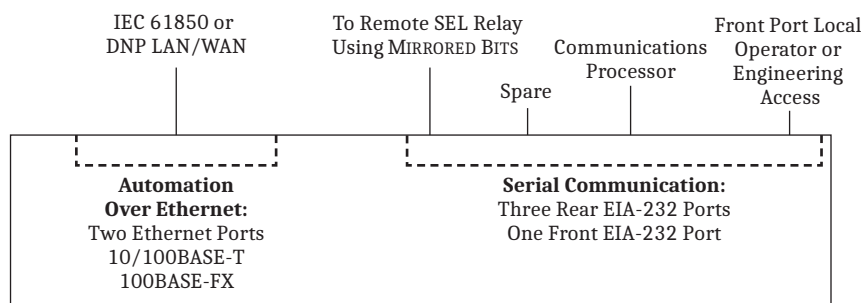 IEC 61850 or
DNP LAN/WAN
To Remote SEL Relay
Using MIRRORED BITS
Spare
Communications
Processor
Front Port Local
Operator or
Engineering
Access
Automation
Over Ethernet:
Two Ethernet Ports
10/100BASE-T
100BASE-FX
Serial Communication:
Three Rear EIA-232 Ports
One Front EIA-232 Port